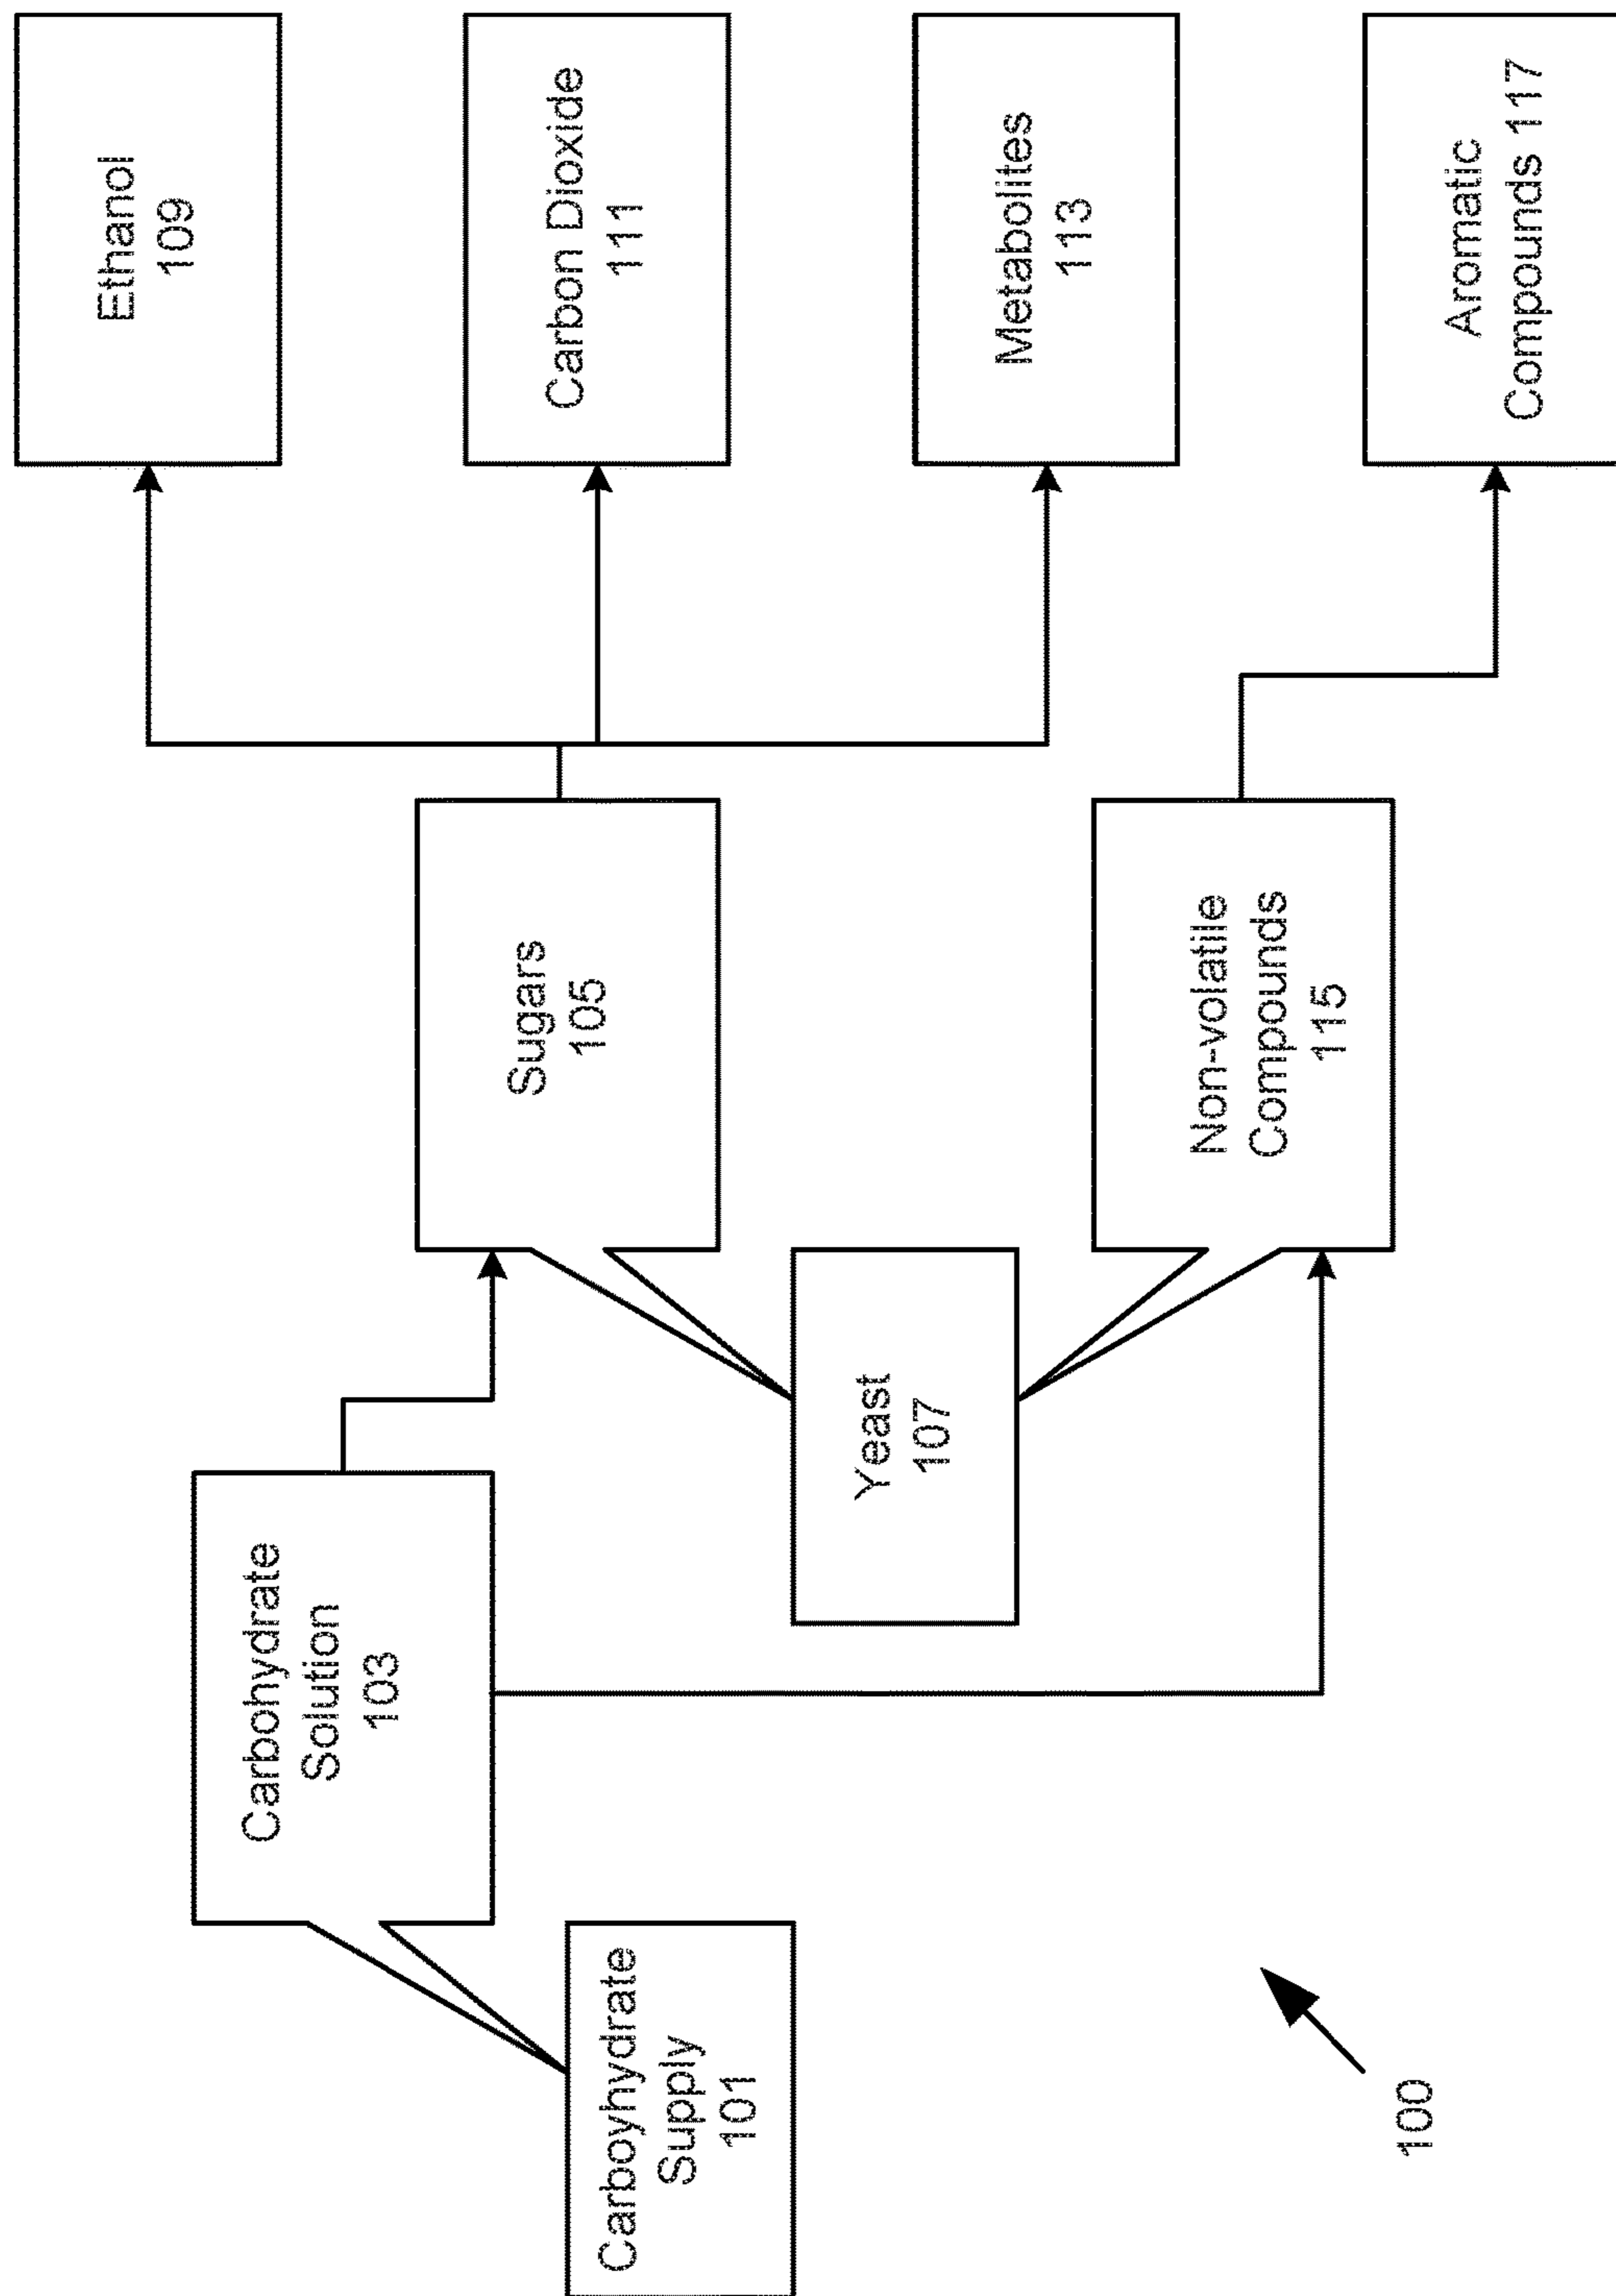 Carboyhydrate
Supply
101
Carbohydrate
Solution
103
Yeast
107
Sugars
105
Non-volatile
Compounds
115
Ethanol
109
Carbon Dioxide
111
Metabolites
113
Aromatic
Compounds 117
100